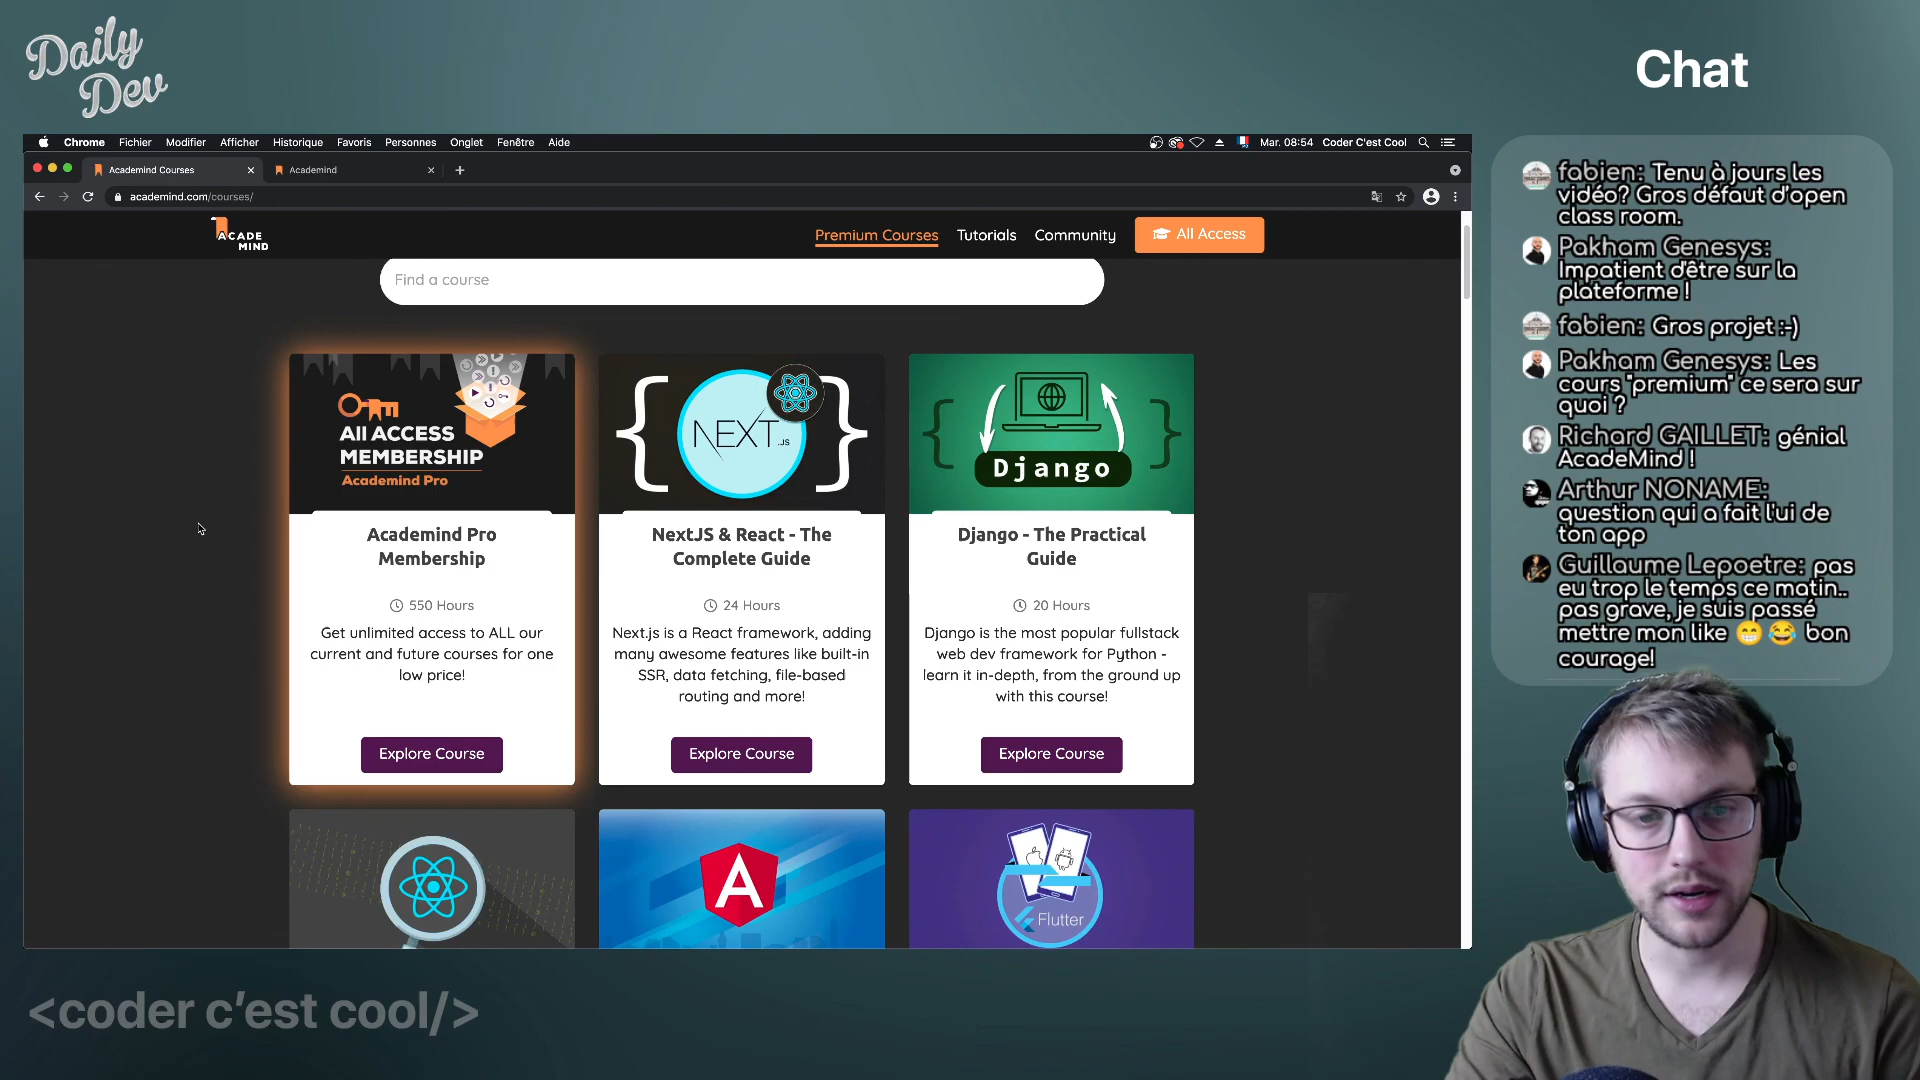 Daily
Dev
Chat
Chrome Fichier Modifier Afficher Historique Favoris Personnes Onglet Fenêtre Aide
Mar. 08:54 Coder C'est Cool
Academind Courses
Academind
academind.com/courses/
ACADE
MIND
Premium Courses Tutorials Community All Access
Find a course
All ACCESS
MEMBERSHIP
Academind Pro
Academind Pro
Membership
550 Hours
Get unlimited access to ALL our
current and future courses for one
low price!
Explore Course
NEXT.JS
NextJS & React - The
Complete Guide
24 Hours
Next.js is a React framework, adding
many awesome features like built-in
SSR, data fetching, file-based
routing and more!
Explore Course
Django
Django - The Practical
Guide
20 Hours
Django is the most popular fullstack
web dev framework for Python -
learn it in-depth, from the ground up
with this course!
Explore Course
A
Flutter
fabien: Tenu à jours les
vidéo? Gros défaut d'open
class room.
Pakham Genesys:
Impatient d'être sur la
plateforme !
fabien: Gros projet :-)
Pakham Genesys: Les
cours "premium" ce sera sur
quoi ?
Richard GAILLET: génial
AcadeMind !
Arthur NONAME:
question qui a fait l'ui de
ton app
Guillaume Lepoetre: pas
eu trop le temps ce matin..
pas grave, je suis passé
mettre mon like 😁 😂 bon
courage!
<coder c'est cool/>